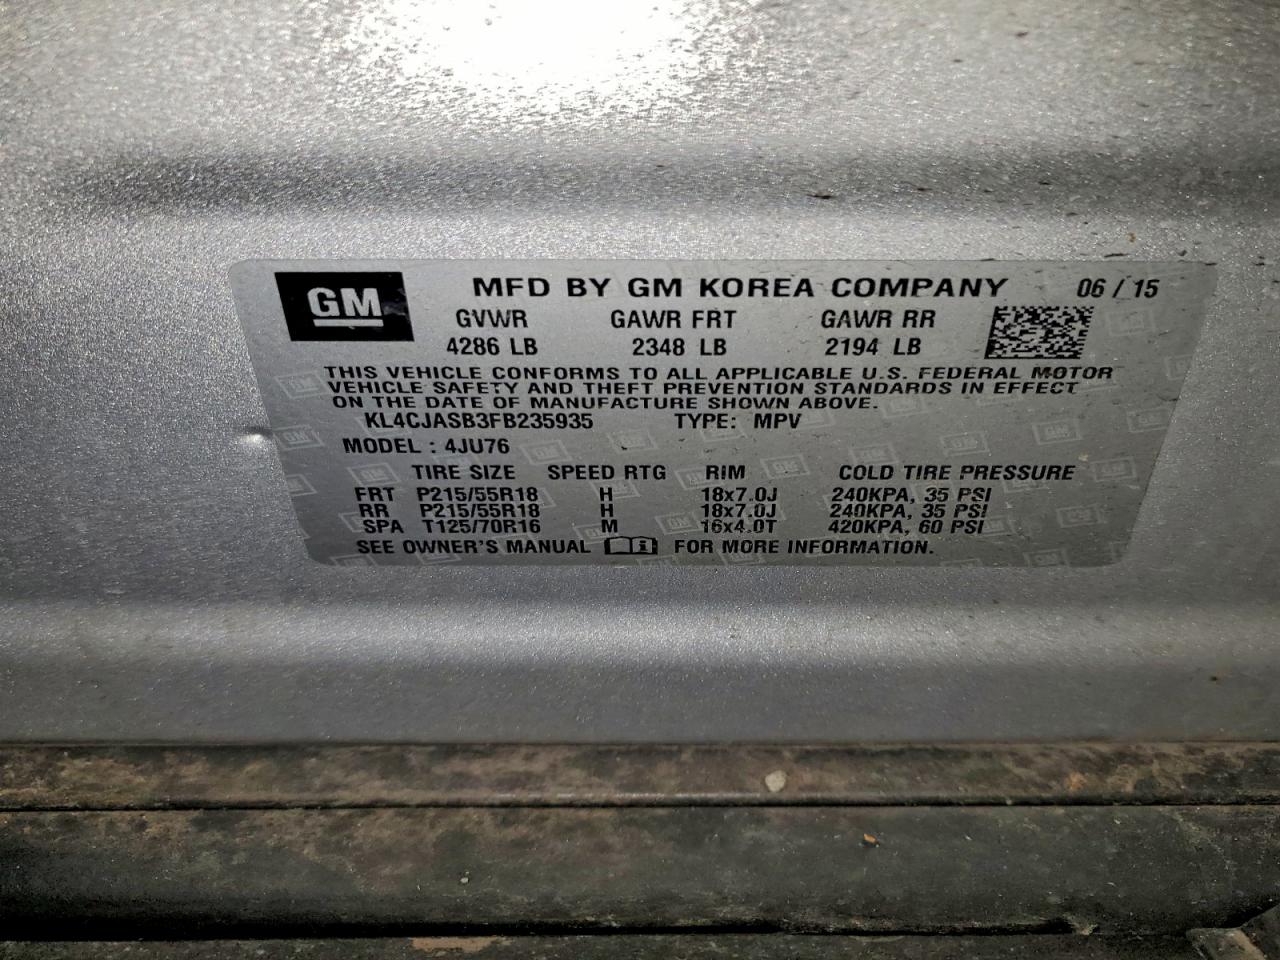 GM
MFD BY GM KOREA COMPANY 06 / 15
GVWR GAWR FRT GAWR RR
4286 LB 2348 LB 2194 LB
THIS VEHICLE CONFORMS TO ALL APPLICABLE U.S. FEDERAL MOTOR
VEHICLE SAFETY AND THEFT PREVENTION STANDARDS IN EFFECT
ON THE DATE OF MANUFACTURE SHOWN ABOVE.
KL4CJASB3FB235935 TYPE: MPV
MODEL : 4JU76
TIRE SIZE SPEED RTG RIM COLD TIRE PRESSURE
FRT P215/55R18 H 18x7.0J 240KPA, 35 PSI
RR P215/55R18 H 18x7.0J 240KPA, 35 PSI
SPA T125/70R16 M 16x4.0T 420KPA, 60 PSI
SEE OWNER'S MANUAL FOR MORE INFORMATION.